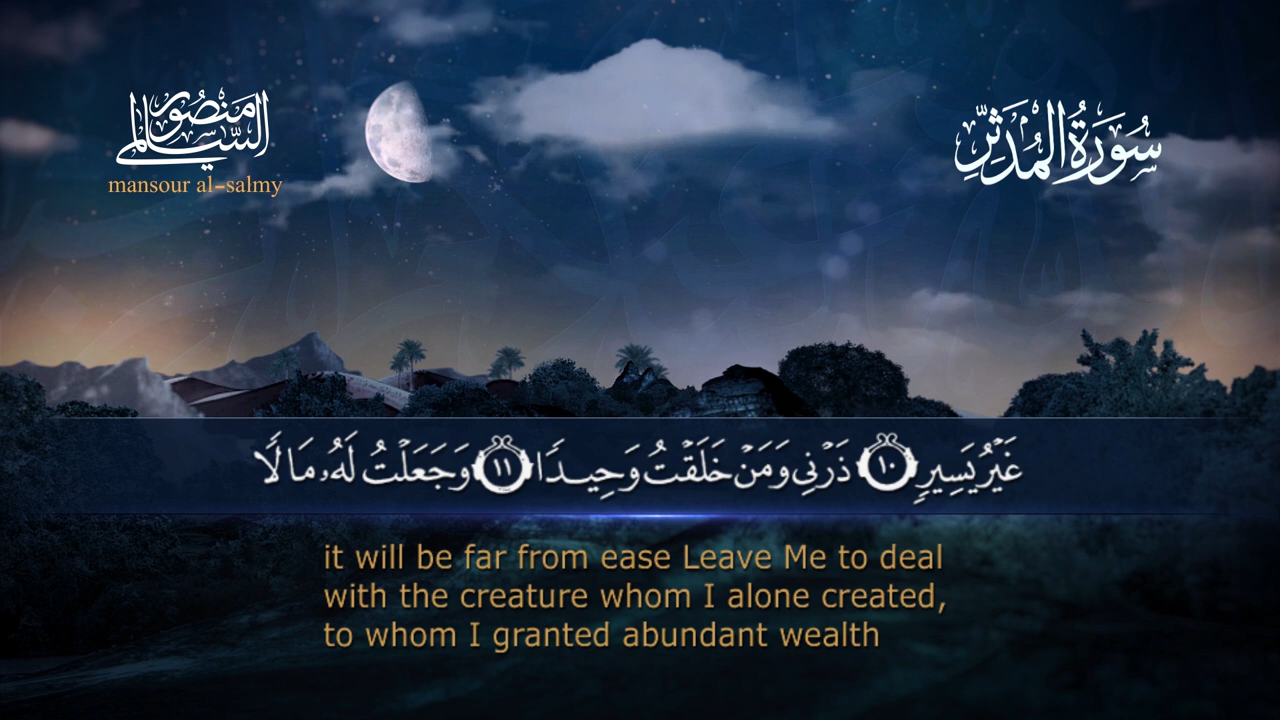 منصور السالمي
mansour al-salmy
سُورَةُ المُدَّثِّرِ
غَيْرُ يَسِيرٍ ١٠ ذَرْنِي وَمَنْ خَلَقْتُ وَحِيدًا ١١ وَجَعَلْتُ لَهُۥ مَالًا
it will be far from ease Leave Me to deal
with the creature whom I alone created,
to whom I granted abundant wealth